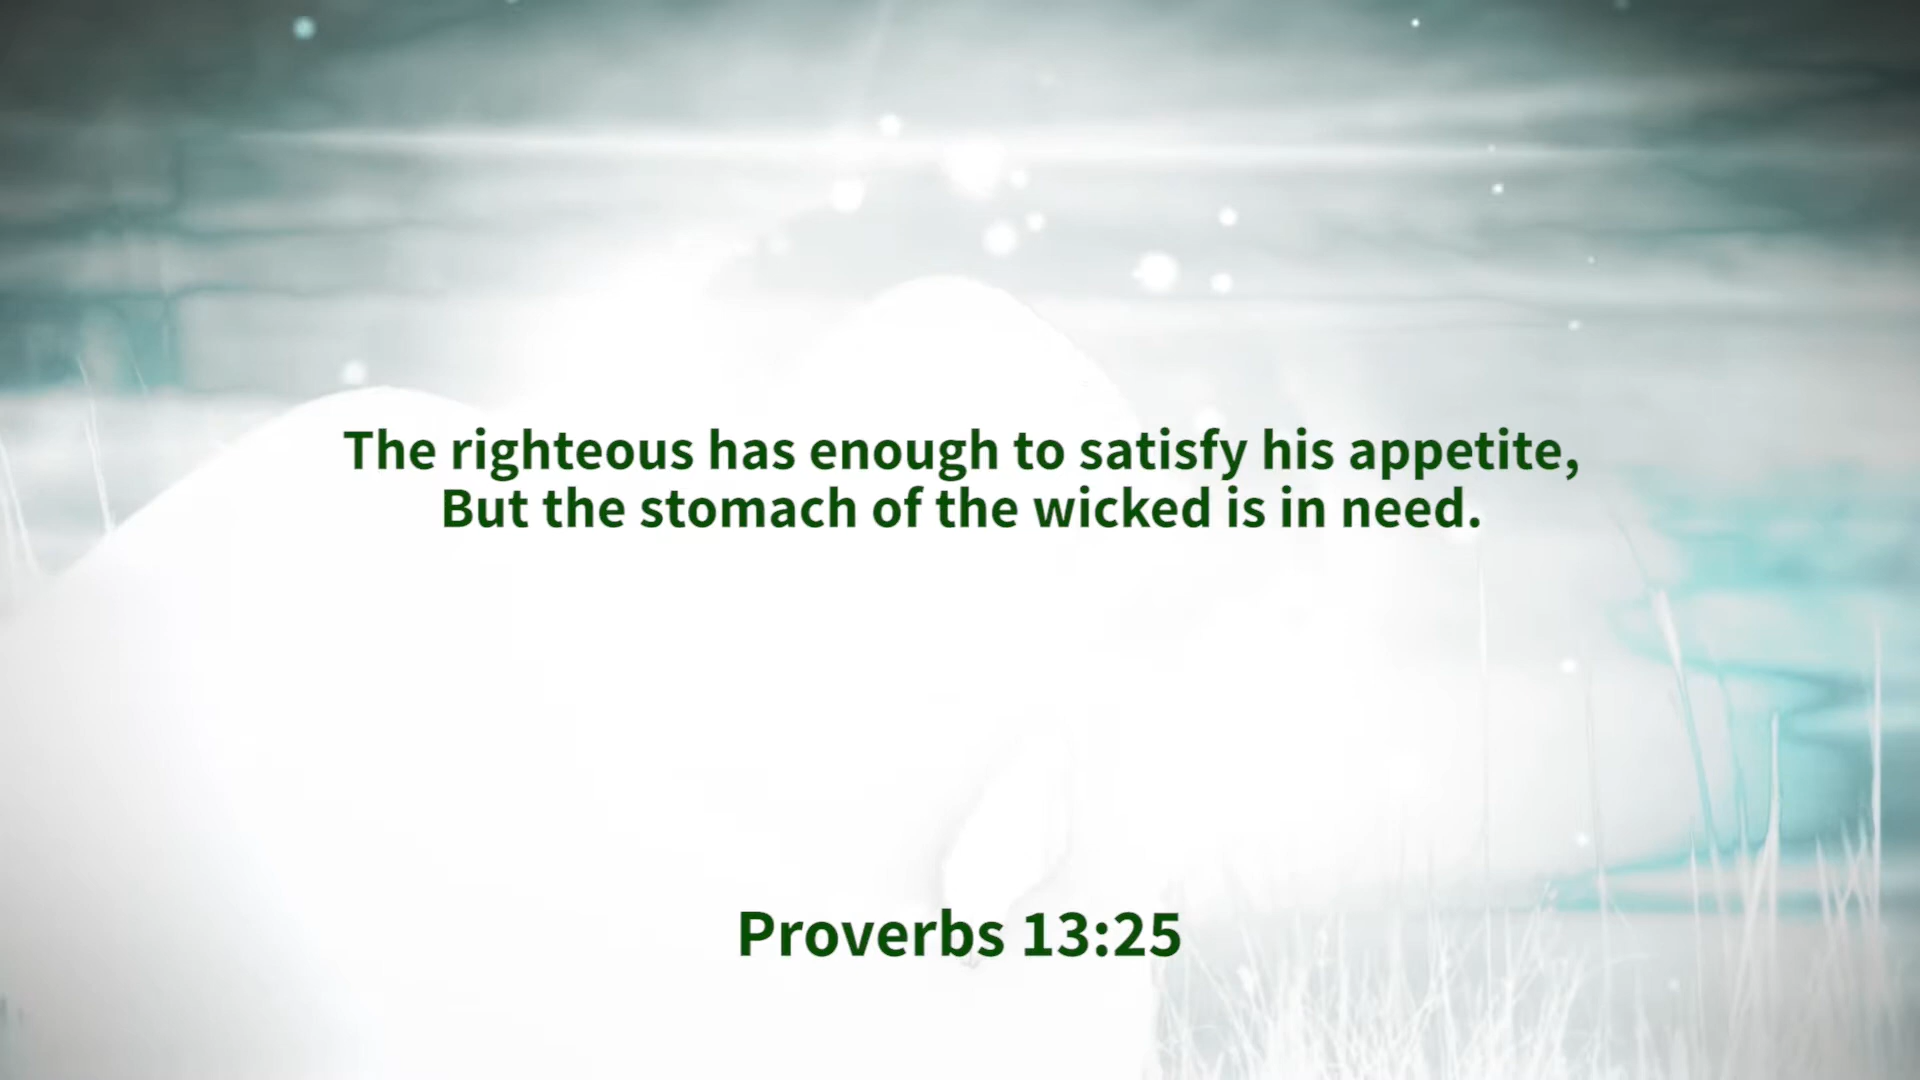 The righteous has enough to satisfy his appetite,
But the stomach of the wicked is in need.
Proverbs 13:25